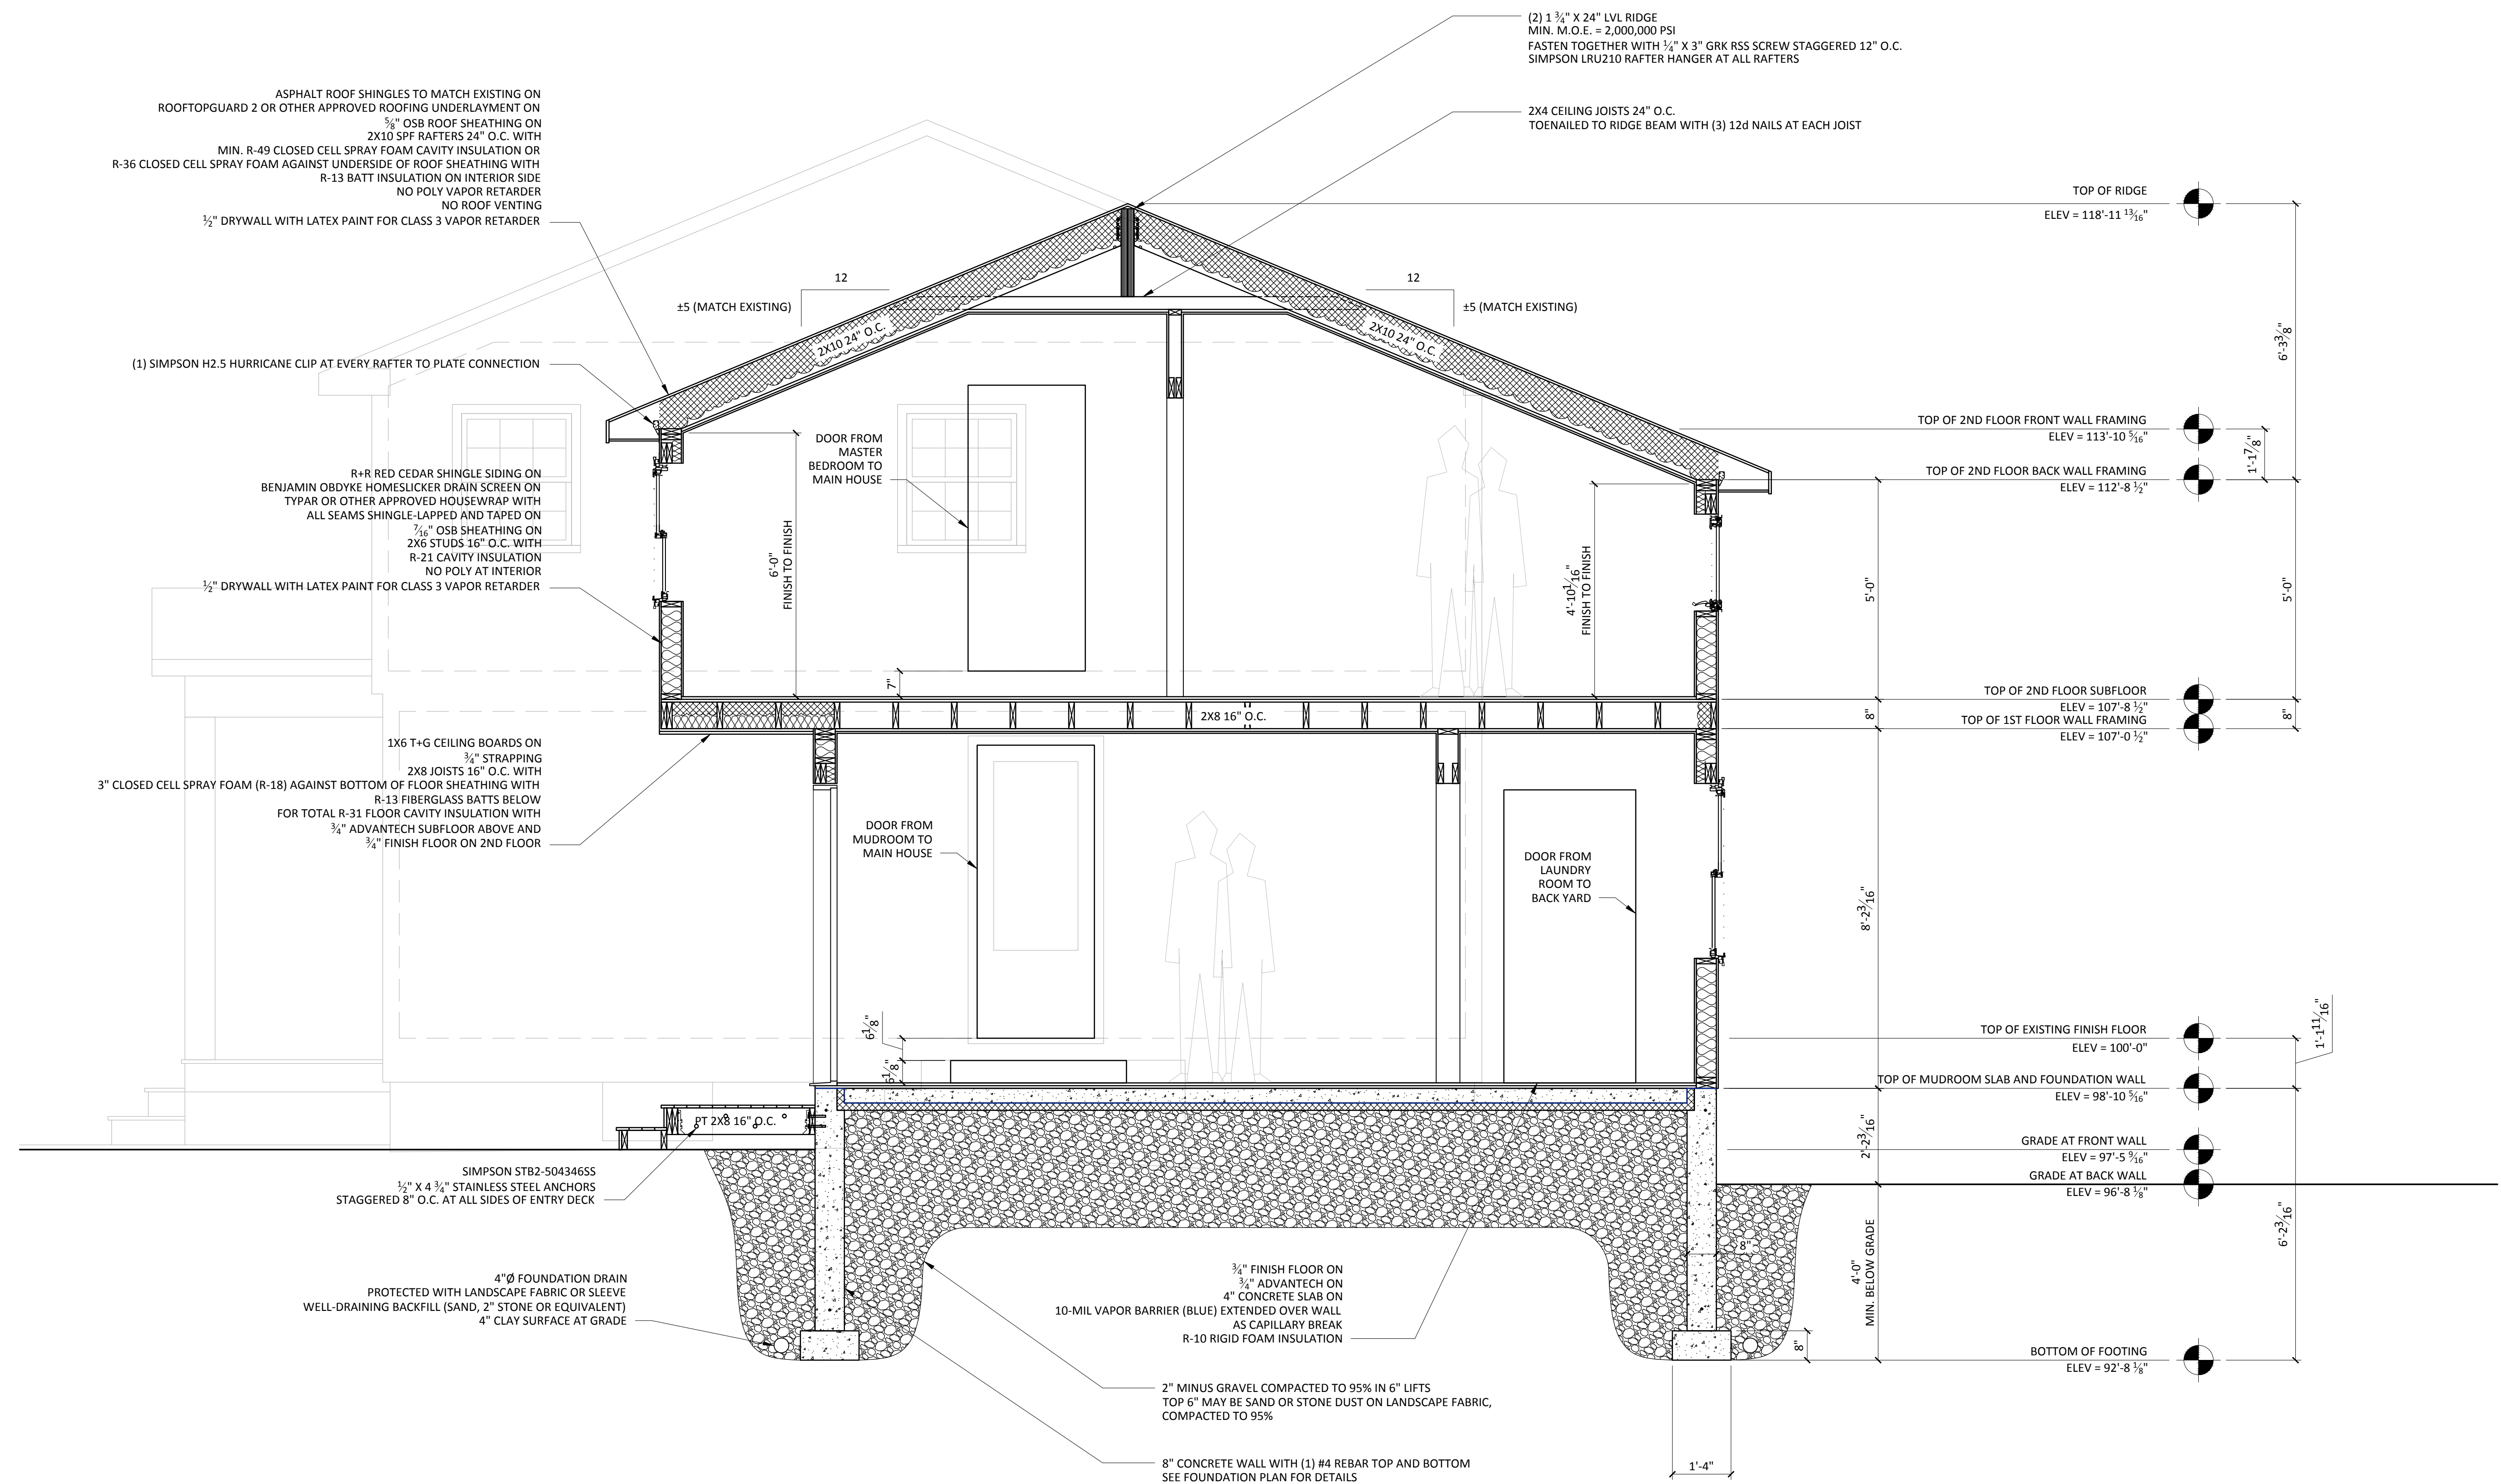 (2) 1 ¾" X 24" LVL RIDGE
MIN. M.O.E. = 2,000,000 PSI
FASTEN TOGETHER WITH ¼" X 3" GRK RSS SCREW STAGGERED 12" O.C.
SIMPSON LRU210 RAFTER HANGER AT ALL RAFTERS
ASPHALT ROOF SHINGLES TO MATCH EXISTING ON
ROOFTOPGUARD 2 OR OTHER APPROVED ROOFING UNDERLAYMENT ON
⅝" OSB ROOF SHEATHING ON
2X10 SPF RAFTERS 24" O.C. WITH
MIN. R-49 CLOSED CELL SPRAY FOAM CAVITY INSULATION OR
R-36 CLOSED CELL SPRAY FOAM AGAINST UNDERSIDE OF ROOF SHEATHING WITH
R-13 BATT INSULATION ON INTERIOR SIDE
NO POLY VAPOR RETARDER
NO ROOF VENTING
½" DRYWALL WITH LATEX PAINT FOR CLASS 3 VAPOR RETARDER
2X4 CEILING JOISTS 24" O.C.
TOENAILED TO RIDGE BEAM WITH (3) 12d NAILS AT EACH JOIST
TOP OF RIDGE
ELEV = 118'-11 13⁄16"
12
±5 (MATCH EXISTING)
12
±5 (MATCH EXISTING)
2X10 24" O.C.
2X10 24" O.C.
6'-3⅜"
(1) SIMPSON H2.5 HURRICANE CLIP AT EVERY RAFTER TO PLATE CONNECTION
TOP OF 2ND FLOOR FRONT WALL FRAMING
ELEV = 113'-10 5⁄16"
1'-1⅞"
TOP OF 2ND FLOOR BACK WALL FRAMING
ELEV = 112'-8 ½"
DOOR FROM
MASTER
BEDROOM TO
MAIN HOUSE
R+R RED CEDAR SHINGLE SIDING ON
BENJAMIN OBDYKE HOMESLICKER DRAIN SCREEN ON
TYPAR OR OTHER APPROVED HOUSEWRAP WITH
ALL SEAMS SHINGLE-LAPPED AND TAPED ON
7⁄16" OSB SHEATHING ON
2X6 STUDS 16" O.C. WITH
R-21 CAVITY INSULATION
NO POLY AT INTERIOR
½" DRYWALL WITH LATEX PAINT FOR CLASS 3 VAPOR RETARDER
6'-0"
FINISH TO FINISH
4'-10 1⁄16"
FINISH TO FINISH
5'-0"
5'-0"
7"
TOP OF 2ND FLOOR SUBFLOOR
ELEV = 107'-8 ½"
2X8 16" O.C.
8"
8"
TOP OF 1ST FLOOR WALL FRAMING
ELEV = 107'-0 ½"
1X6 T+G CEILING BOARDS ON
¾" STRAPPING
2X8 JOISTS 16" O.C. WITH
3" CLOSED CELL SPRAY FOAM (R-18) AGAINST BOTTOM OF FLOOR SHEATHING WITH
R-13 FIBERGLASS BATTS BELOW
FOR TOTAL R-31 FLOOR CAVITY INSULATION WITH
¾" ADVANTECH SUBFLOOR ABOVE AND
¾" FINISH FLOOR ON 2ND FLOOR
DOOR FROM
MUDROOM TO
MAIN HOUSE
DOOR FROM
LAUNDRY
ROOM TO
BACK YARD
8'-2 3⁄16"
6⅛"
6⅛"
TOP OF EXISTING FINISH FLOOR
ELEV = 100'-0"
1'-1 11⁄16"
TOP OF MUDROOM SLAB AND FOUNDATION WALL
ELEV = 98'-10 5⁄16"
PT 2X8 16" O.C.
2'-2 3⁄16"
GRADE AT FRONT WALL
ELEV = 97'-5 9⁄16"
GRADE AT BACK WALL
ELEV = 96'-8 ⅛"
SIMPSON STB2-504346SS
½" X 4 ¾" STAINLESS STEEL ANCHORS
STAGGERED 8" O.C. AT ALL SIDES OF ENTRY DECK
6'-2 3⁄16"
8"
4'-0"
MIN. BELOW GRADE
4"Ø FOUNDATION DRAIN
PROTECTED WITH LANDSCAPE FABRIC OR SLEEVE
WELL-DRAINING BACKFILL (SAND, 2" STONE OR EQUIVALENT)
4" CLAY SURFACE AT GRADE
¾" FINISH FLOOR ON
¾" ADVANTECH ON
4" CONCRETE SLAB ON
10-MIL VAPOR BARRIER (BLUE) EXTENDED OVER WALL
AS CAPILLARY BREAK
R-10 RIGID FOAM INSULATION
8"
BOTTOM OF FOOTING
ELEV = 92'-8 ⅛"
2" MINUS GRAVEL COMPACTED TO 95% IN 6" LIFTS
TOP 6" MAY BE SAND OR STONE DUST ON LANDSCAPE FABRIC,
COMPACTED TO 95%
8" CONCRETE WALL WITH (1) #4 REBAR TOP AND BOTTOM
SEE FOUNDATION PLAN FOR DETAILS
1'-4"